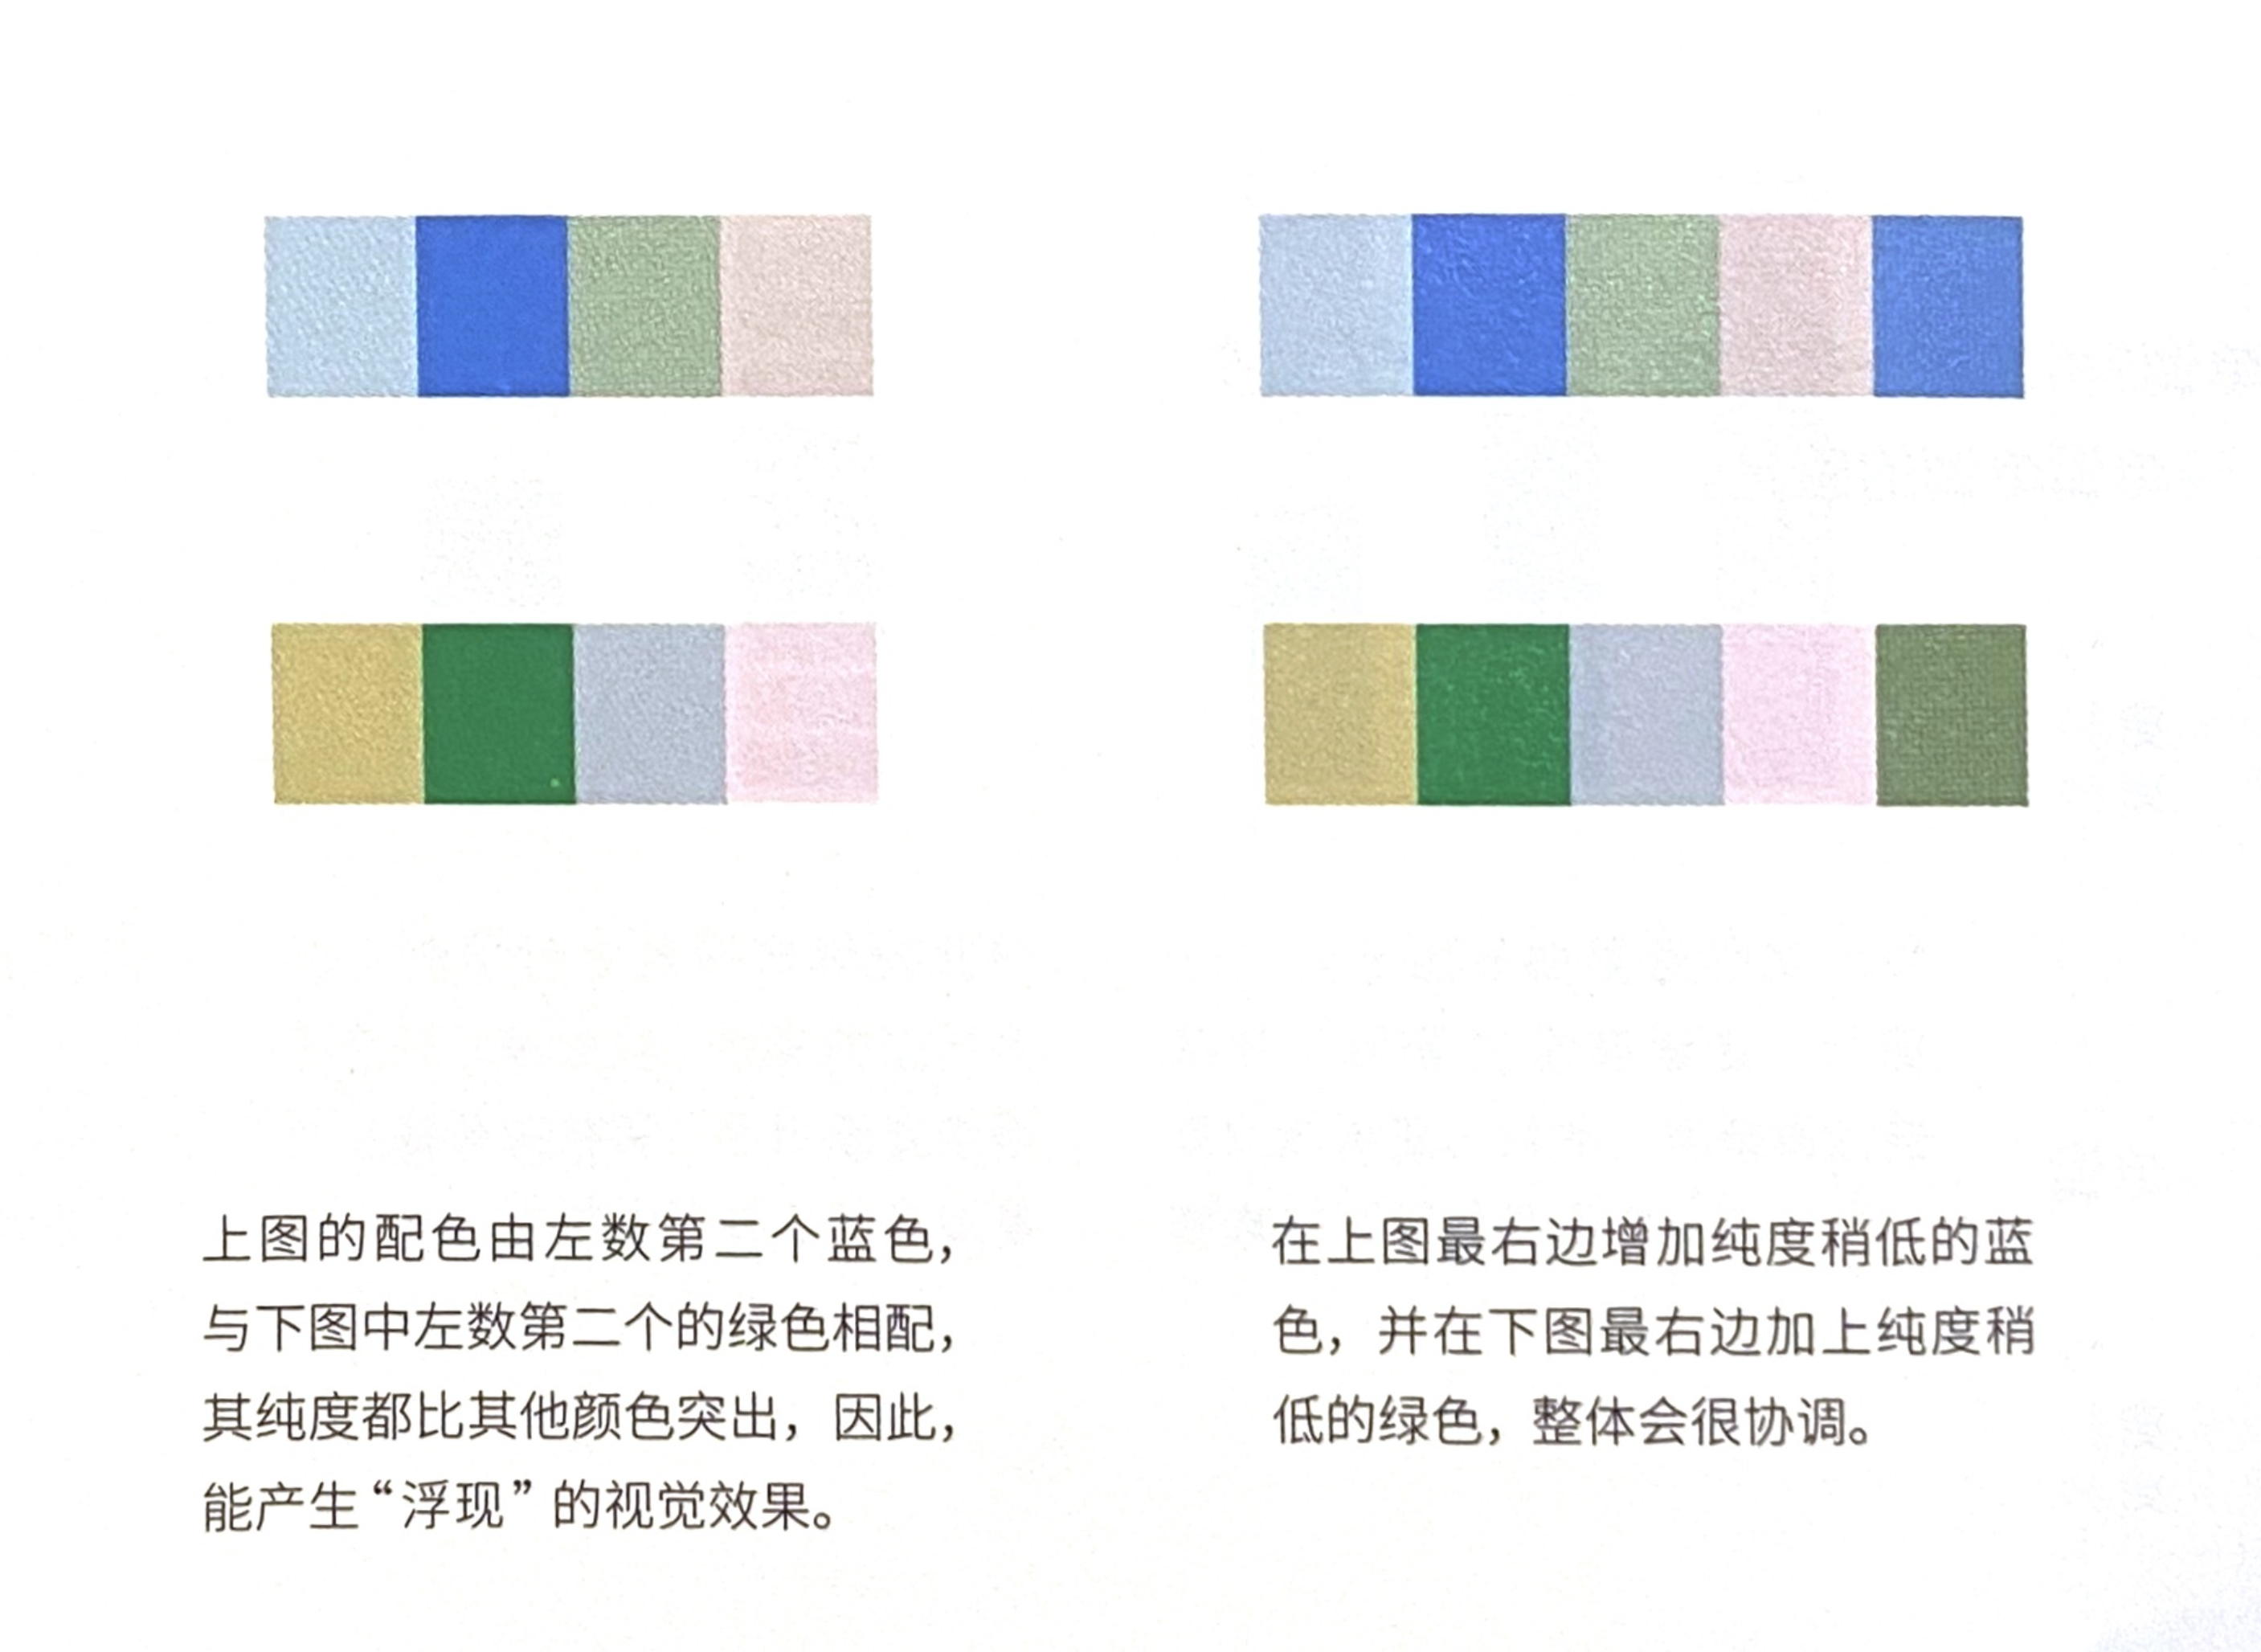 上图的配色由左数第二个蓝色，
与下图中左数第二个的绿色相配，
其纯度都比其他颜色突出，因此，
能产生“浮现”的视觉效果。
在上图最右边增加纯度稍低的蓝
色，并在下图最右边加上纯度稍
低的绿色，整体会很协调。